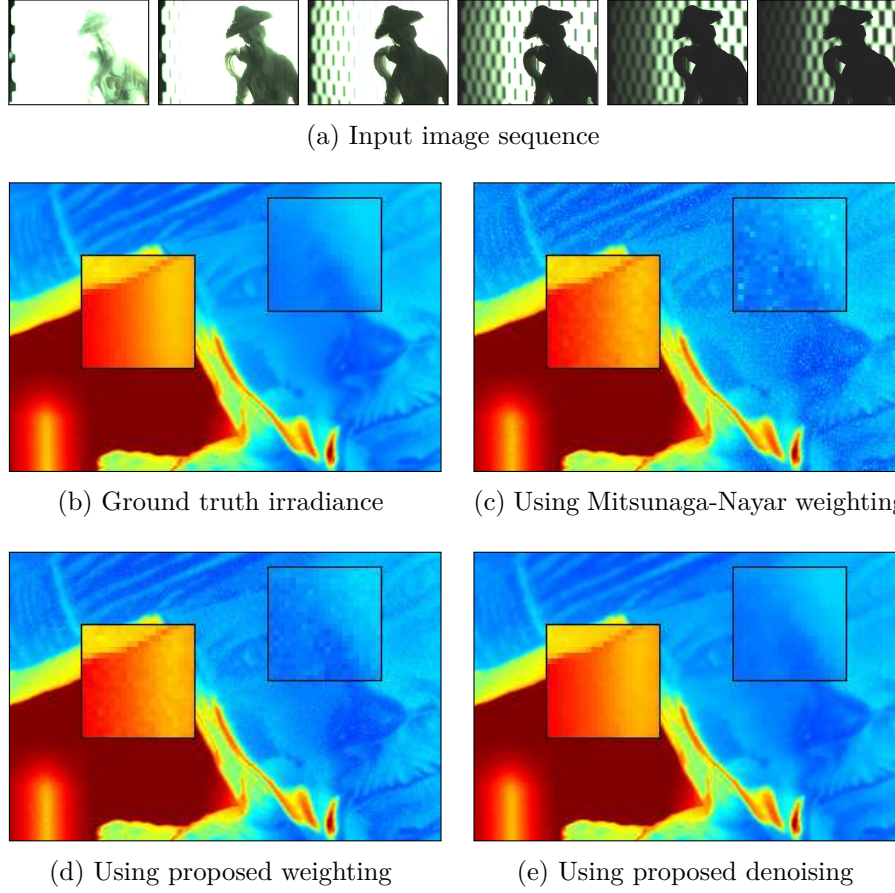 (a) Input image sequence
(b) Ground truth irradiance
(c) Using Mitsunaga-Nayar weighting
(d) Using proposed weighting
(e) Using proposed denoising